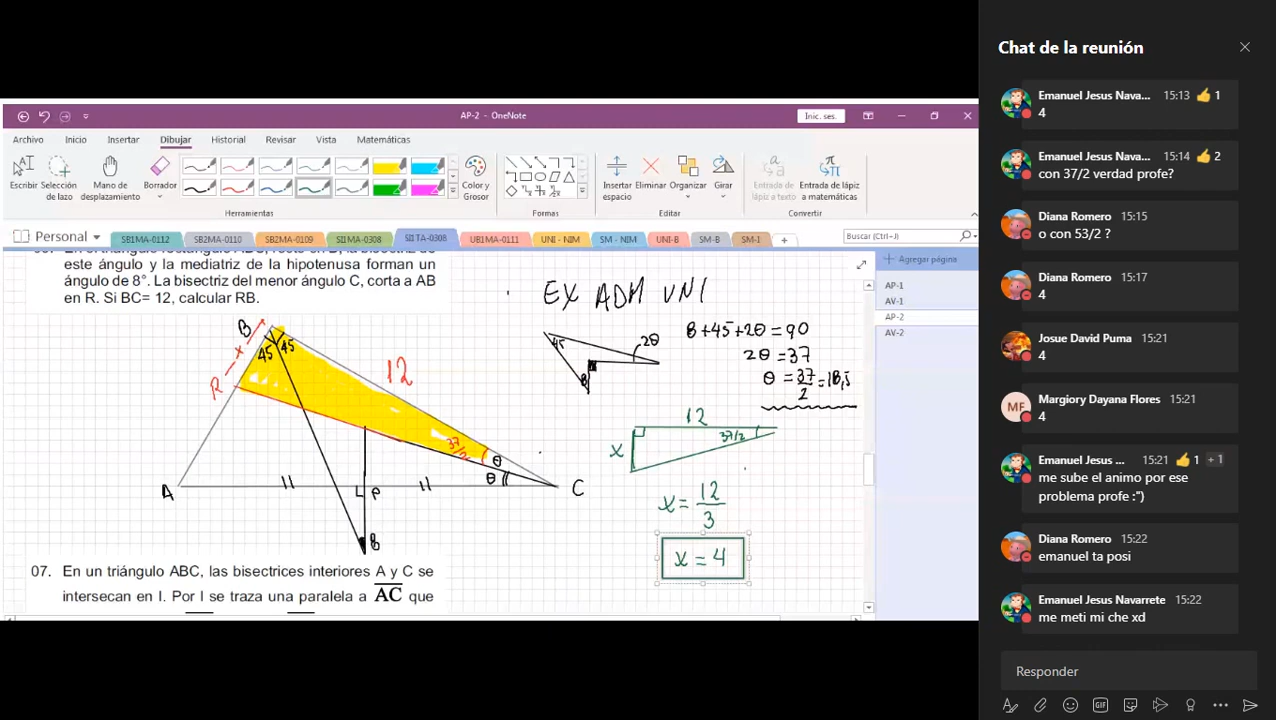 AP-2 - OneNote
Inic. ses.
Archivo Inicio Insertar Dibujar Historial Revisar Vista Matemáticas
Escribir
Selección de lazo
Mano de desplazamiento
Borrador
Color y Grosor
Insertar espacio
Eliminar
Organizar
Girar
Entrada de lápiz a texto
Entrada de lápiz a matemáticas
Herramientas Formas Editar Convertir
Personal
SB1MA-0112 SB2MA-0110 SB2MA-0109 SII1MA-0308 SII1TA-0308 UB1MA-0111 UNI - NIM SM - NIM UNI-B SM-B SM-I
Buscar (Ctrl+J)
Agregar página
AP-1
AV-1
AP-2
AV-2
este ángulo y la mediatriz de la hipotenusa forman un
ángulo de 8°. La bisectriz del menor ángulo C, corta a AB
en R. Si BC= 12, calcular RB.
EX ADM UNI
B
45 45
x
R
12
37/2
θ
θ
A
P
C
8
45
2θ
8
8+45+2θ=90
2θ = 37
θ = 37/2 = 18,5
12
37/2
x
x = 12/3
x = 4
07. En un triángulo ABC, las bisectrices interiores A y C se
intersecan en I. Por I se traza una paralela a AC que
Chat de la reunión
Emanuel Jesus Nava... 15:13 👍 1
4
Emanuel Jesus Nava... 15:14 👍 2
con 37/2 verdad profe?
Diana Romero 15:15
o con 53/2 ?
Diana Romero 15:17
4
Josue David Puma 15:21
4
MF
Margiory Dayana Flores 15:21
4
Emanuel Jesus ... 15:21 👍 1 + 1
me sube el animo por ese
problema profe :")
Diana Romero 15:22
emanuel ta posi
Emanuel Jesus Navarrete 15:22
me meti mi che xd
Responder